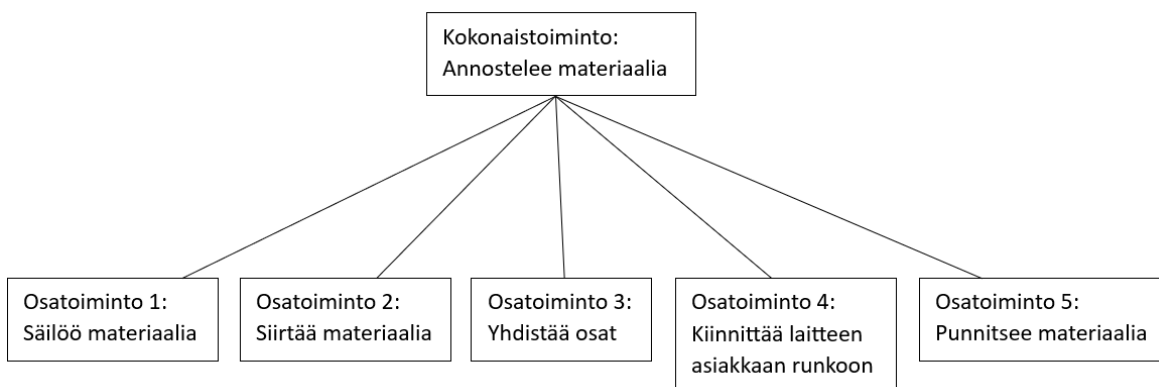 Kokonaistoiminto:
Annostelee materiaalia
Osatoiminto 1:
Säilöö materiaalia
Osatoiminto 2:
Siirtää materiaalia
Osatoiminto 3:
Yhdistää osat
Osatoiminto 4:
Kiinnittää laitteen
asiakkaan runkoon
Osatoiminto 5:
Punnitsee materiaalia